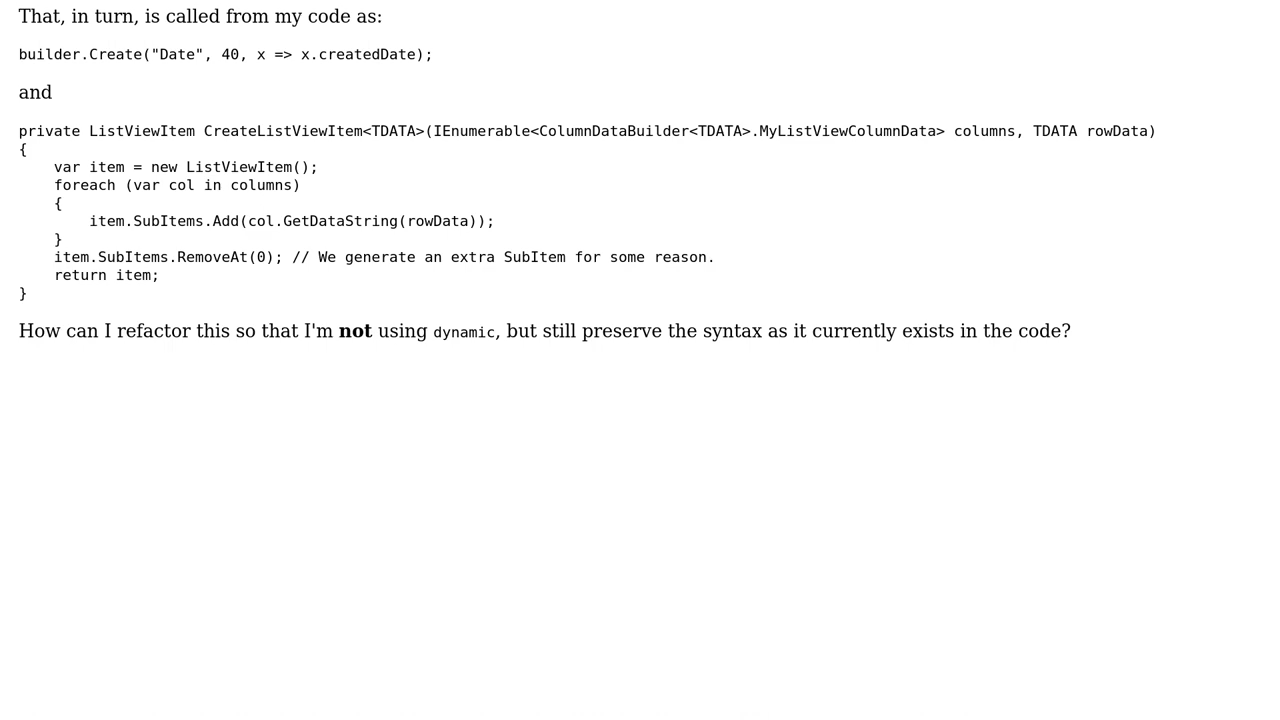 That, in turn, is called from my code as:
builder.Create("Date", 40, x => x.createdDate);
and
private ListViewItem CreateListViewItem<TDATA>(IEnumerable<ColumnDataBuilder<TDATA>.MyListViewColumnData> columns, TDATA rowData)
{
    var item = new ListViewItem();
    foreach (var col in columns)
    {
        item.SubItems.Add(col.GetDataString(rowData));
    }
    item.SubItems.RemoveAt(0); // We generate an extra SubItem for some reason.
    return item;
}
How can I refactor this so that I'm not using dynamic, but still preserve the syntax as it currently exists in the code?